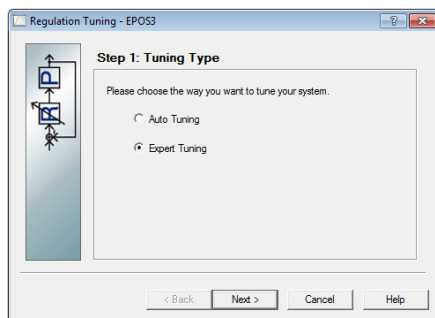 Regulation Tuning - EPOS3
P
R
Step 1: Tuning Type
Please choose the way you want to tune your system.
Auto Tuning
Expert Tuning
< Back Next > Cancel Help